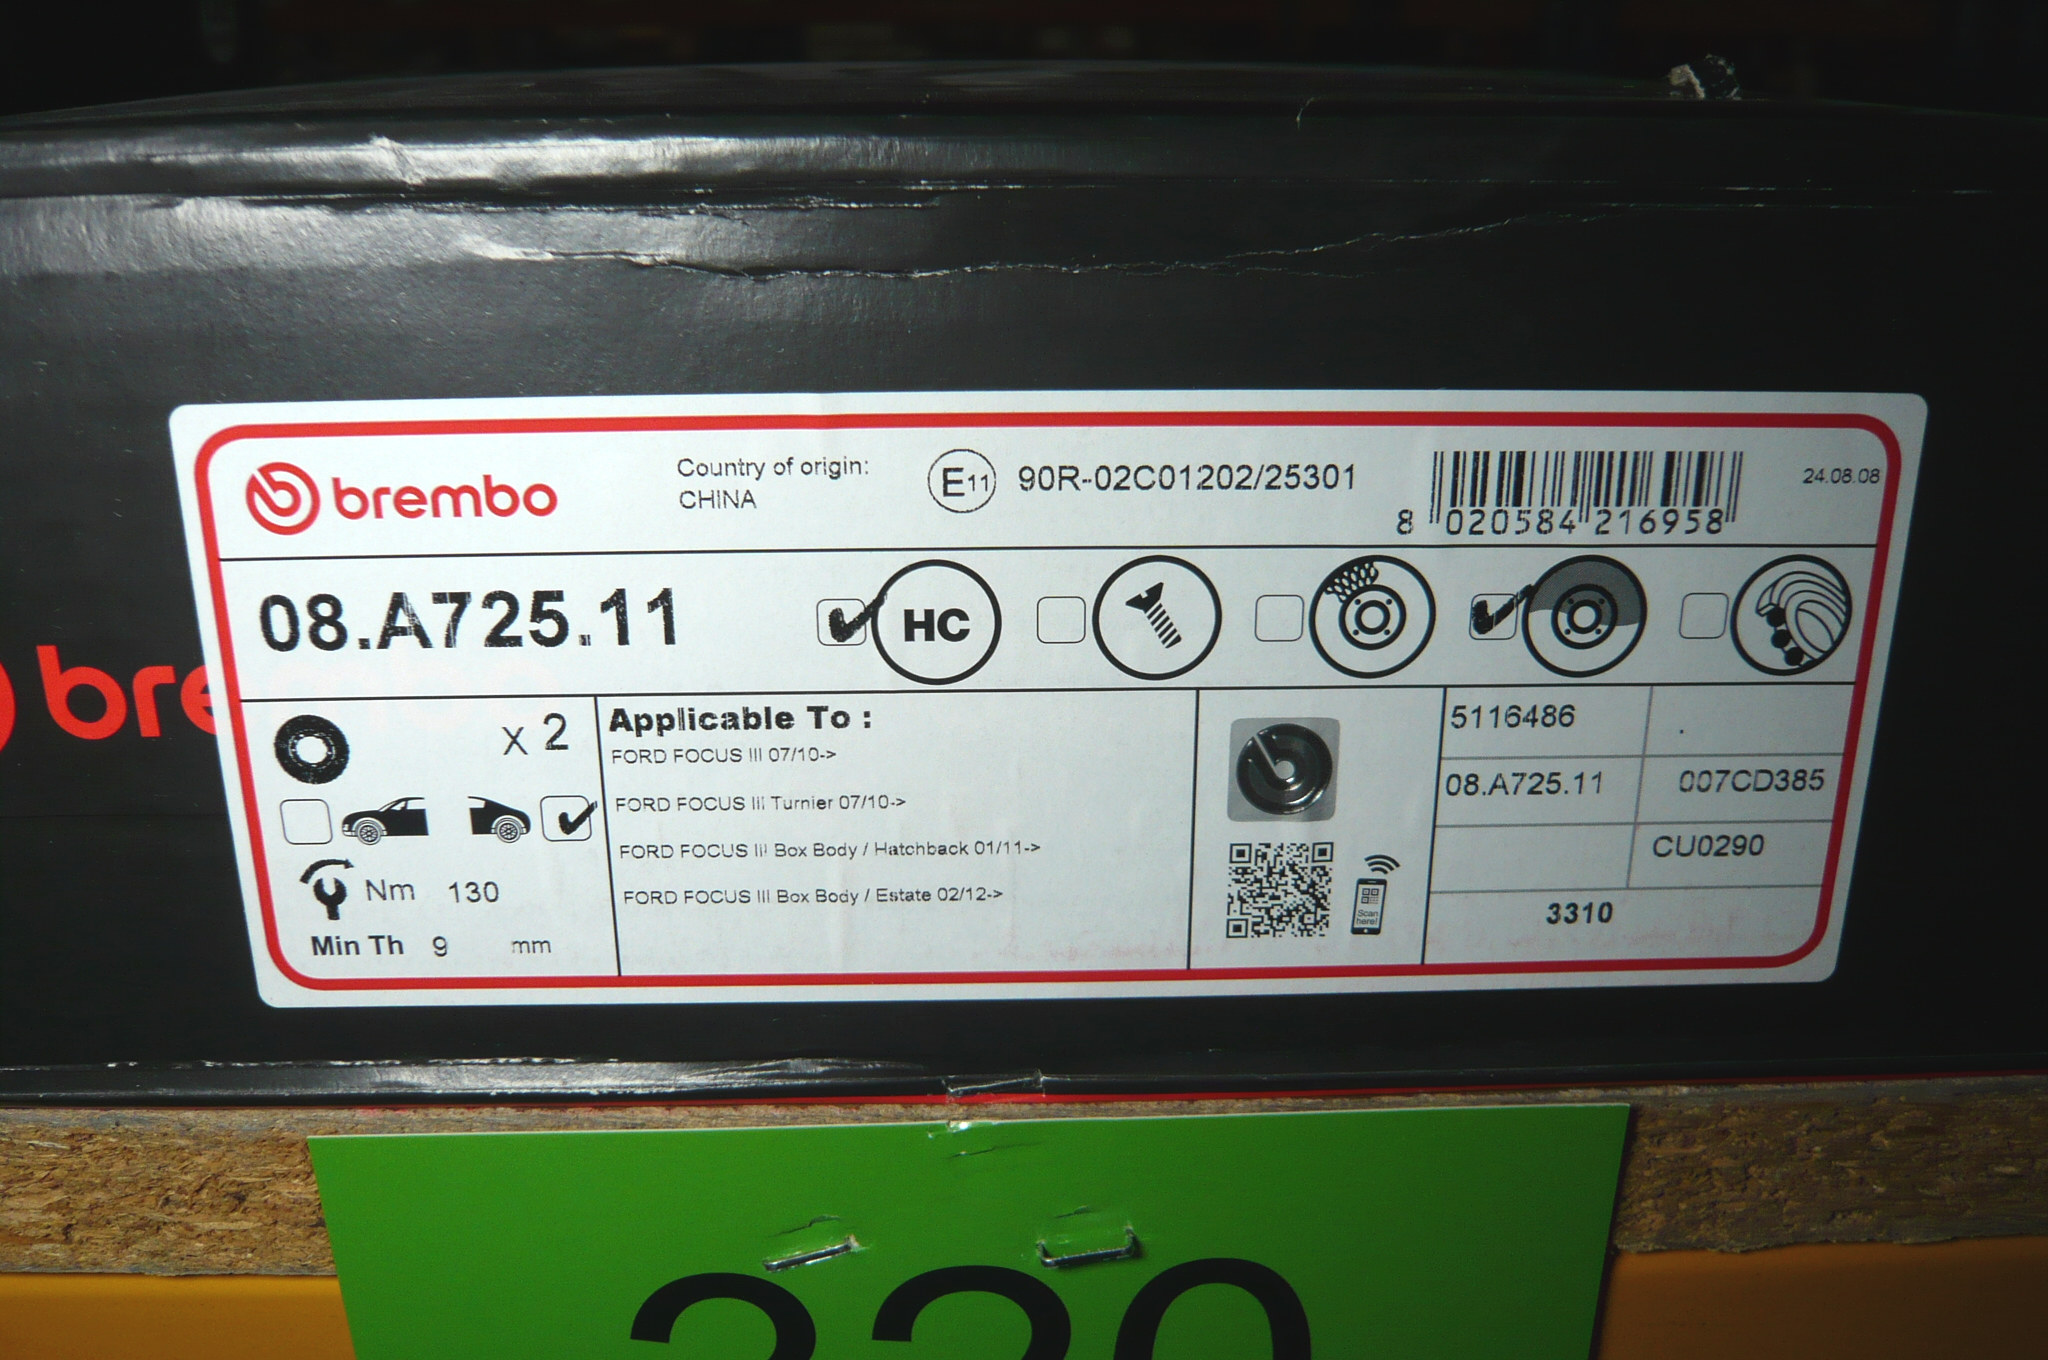 brembo
Country of origin:
CHINA
E11
90R-02C01202/25301
8 020584 216958
24.08.08
08.A725.11
HC
bre
x 2
Applicable To :
FORD FOCUS III 07/10->
FORD FOCUS III Turnier 07/10->
FORD FOCUS III Box Body / Hatchback 01/11->
FORD FOCUS III Box Body / Estate 02/12->
Nm 130
Min Th 9 mm
Scan
here!
5116486 .
08.A725.11 007CD385
CU0290
3310